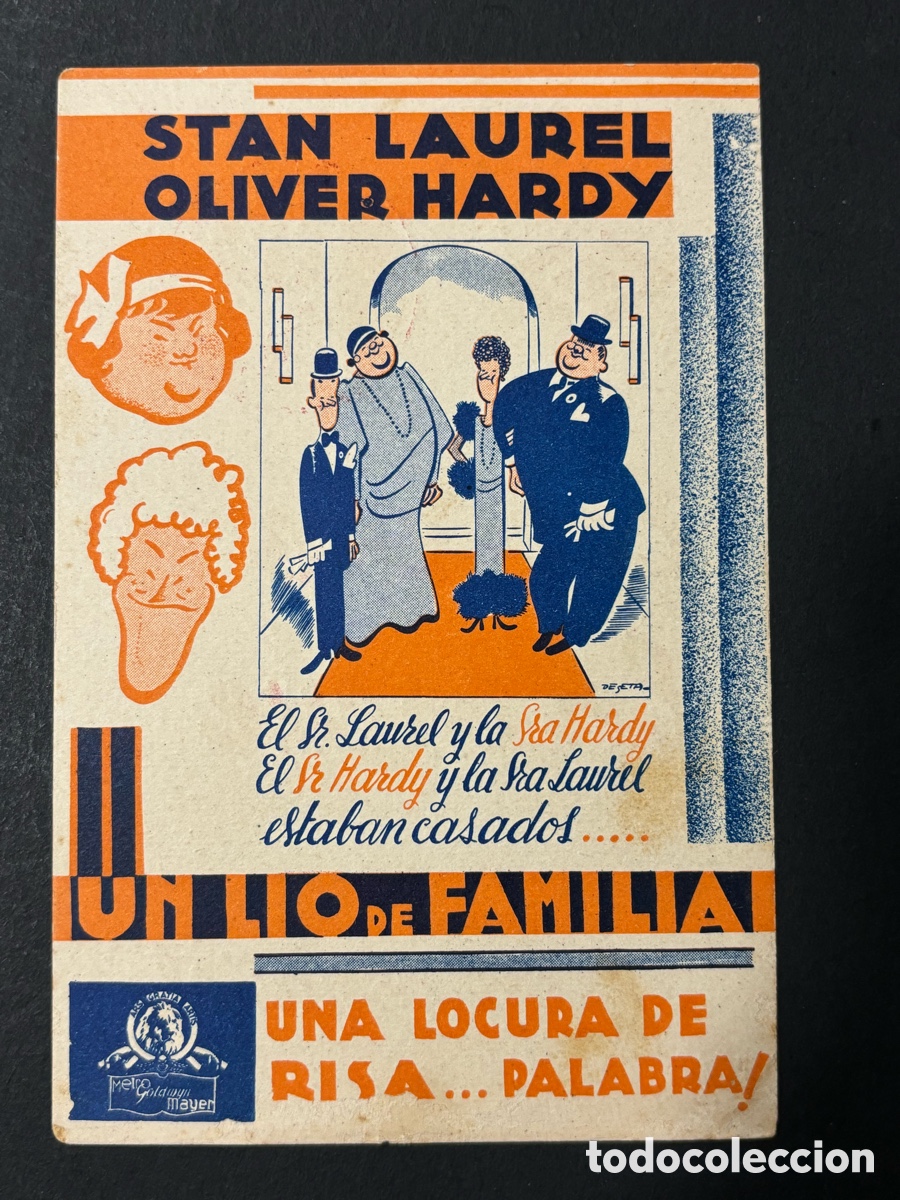 STAN LAUREL
OLIVER HARDY
DESETA
El Sr. Laurel y la Sra Hardy
El Sr Hardy y la Sra Laurel
estaban casados.....
UN LIO DE FAMILIA
ARS GRATIA ARTIS
Metro
Goldwyn
Mayer
UNA LOCURA DE
RISA... PALABRA!
todocoleccion